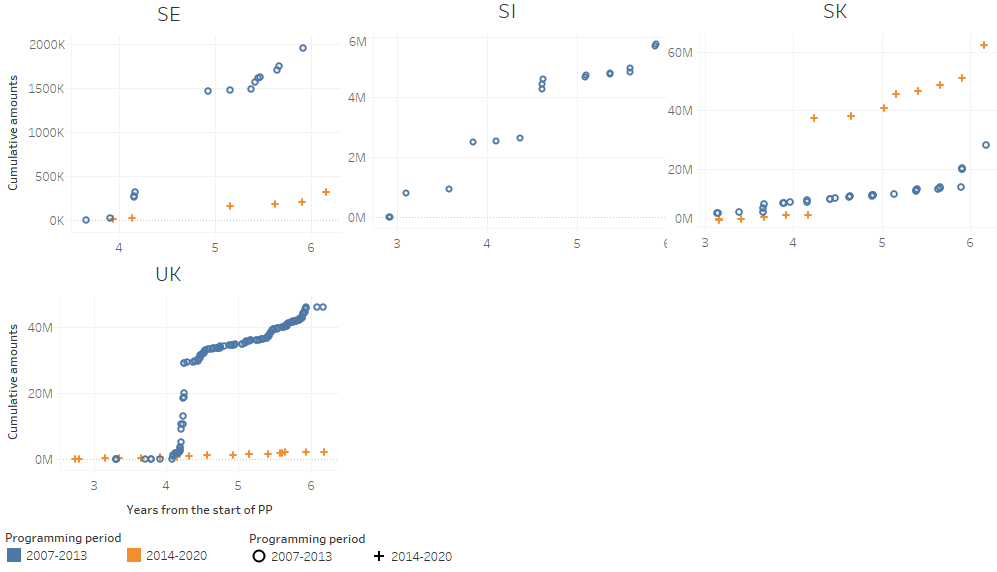 SE
SI
SK
Cumulative amounts
2000K
1500K
1000K
500K
0K
4
5
6
6M
4M
2M
0M
3
4
5
6
60M
40M
20M
0M
3
4
5
6
UK
Cumulative amounts
40M
20M
0M
3
4
5
6
Years from the start of PP
Programming period
2007-2013
2014-2020
Programming period
2007-2013
2014-2020